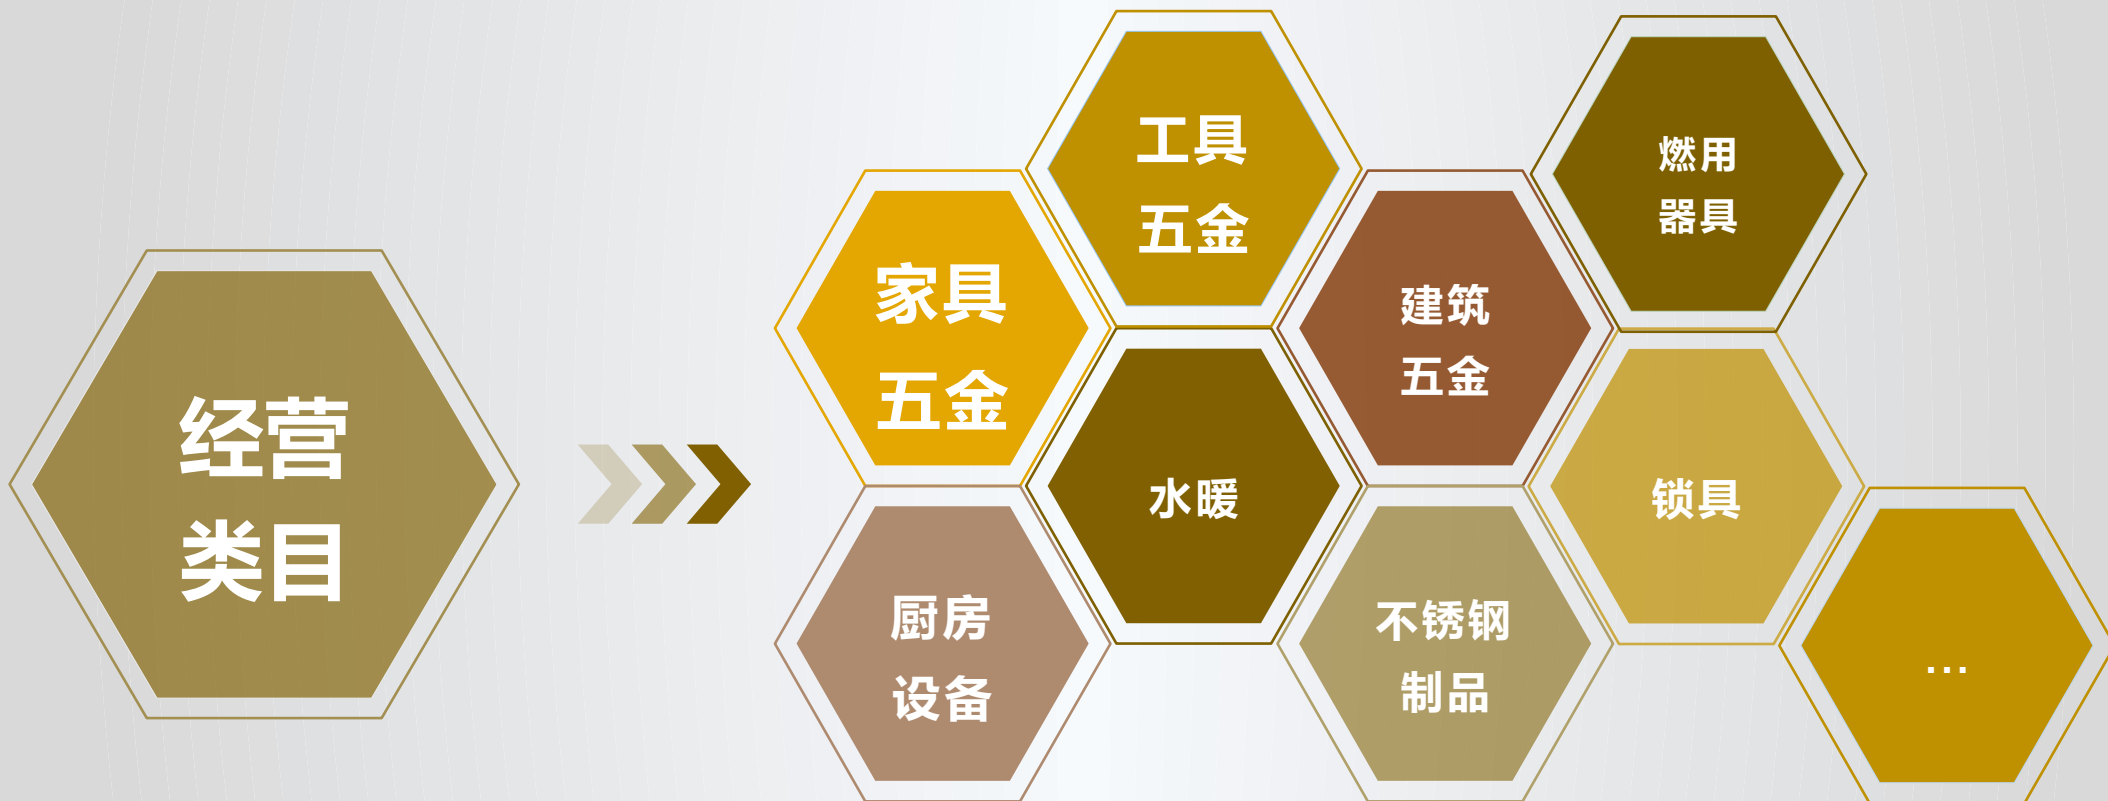 经营
类目
家具
五金
工具
五金
建筑
五金
燃用
器具
水暖
锁具
厨房
设备
不锈钢
制品
...